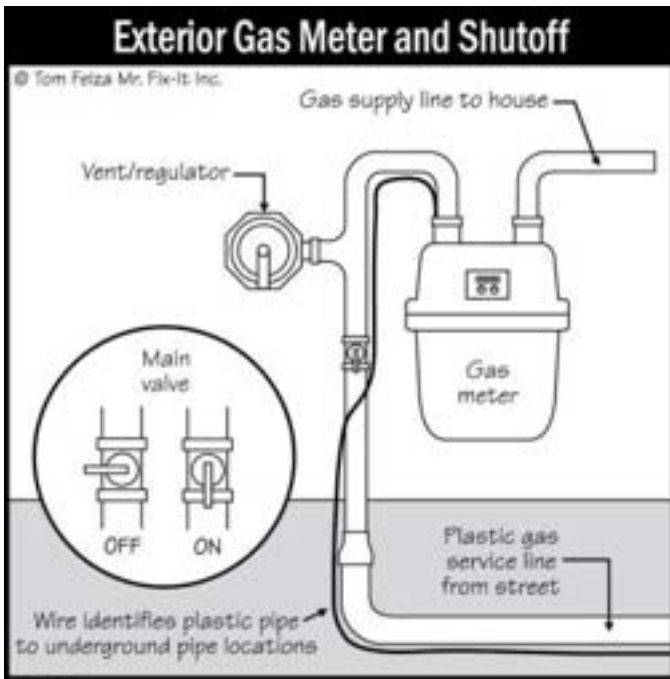 Exterior Gas Meter and Shutoff
© Tom Feiza Mr. Fix-It Inc.
Gas supply line to house
Vent/regulator
Main
valve
OFF
ON
Gas
meter
Plastic gas
service line
from street
Wire identifies plastic pipe
to underground pipe locations